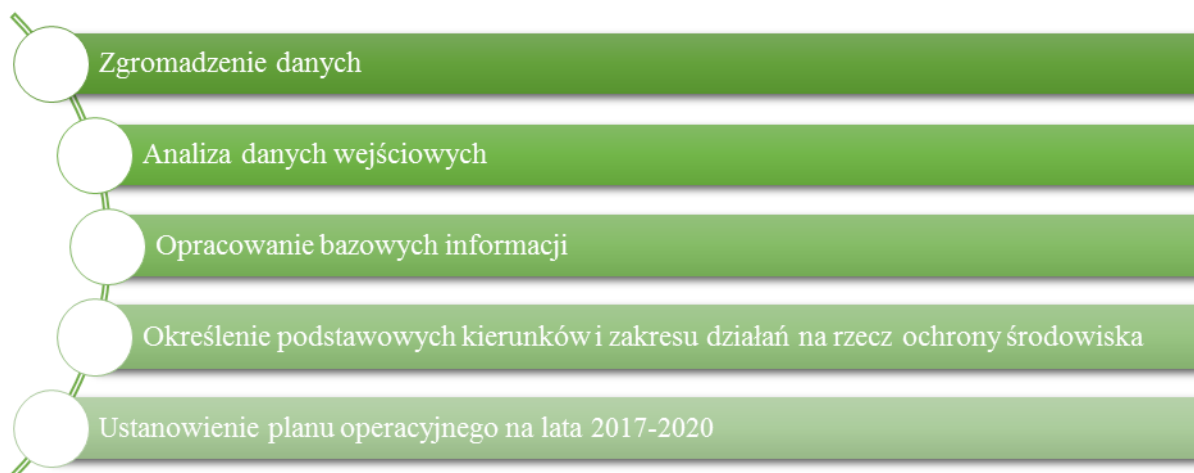 Zgromadzenie danych
Analiza danych wejściowych
Opracowanie bazowych informacji
Określenie podstawowych kierunków i zakresu działań na rzecz ochrony środowiska
Ustanowienie planu operacyjnego na lata 2017-2020